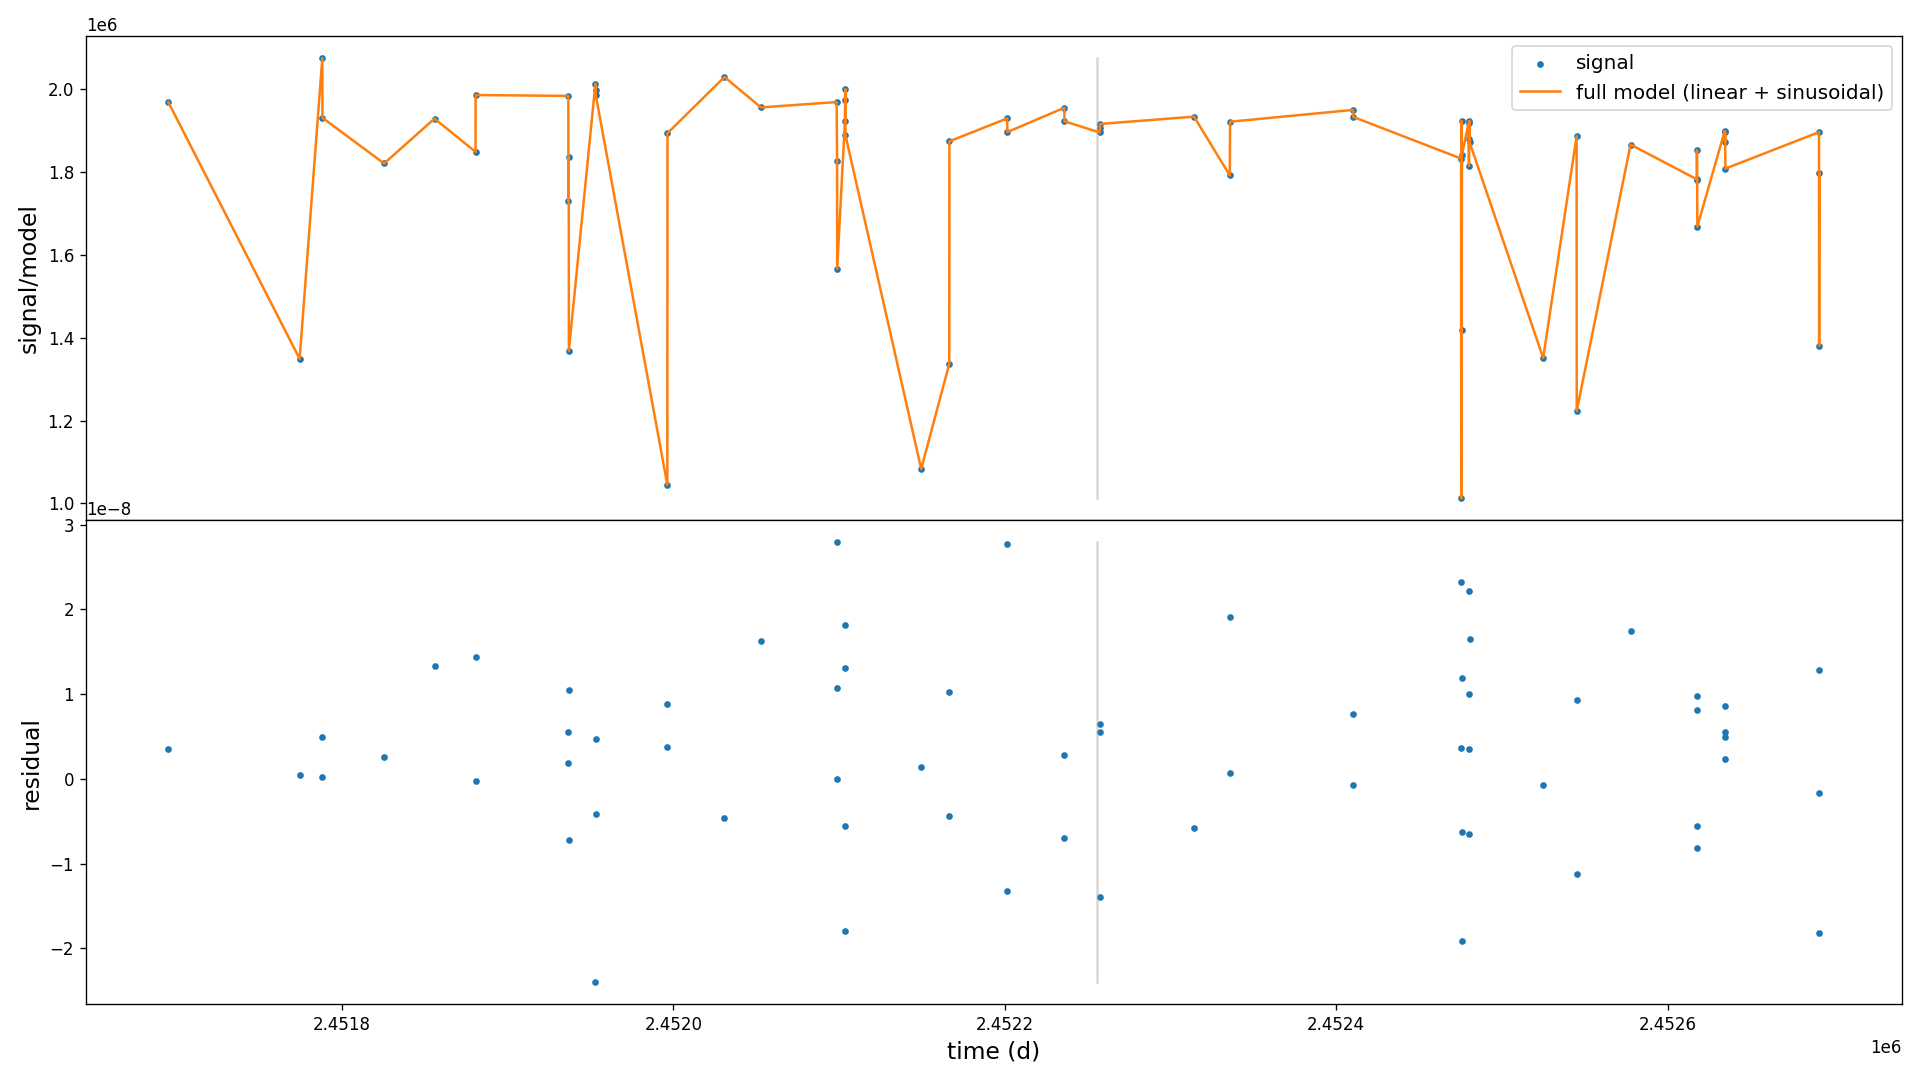 1e6
signal
full model (linear + sinusoidal)
2.0
1.8
1.6
1.4
1.2
1.0
signal/model
1e−8
3
2
1
0
−1
−2
residual
2.4518
2.4520
2.4522
2.4524
2.4526
time (d)
1e6